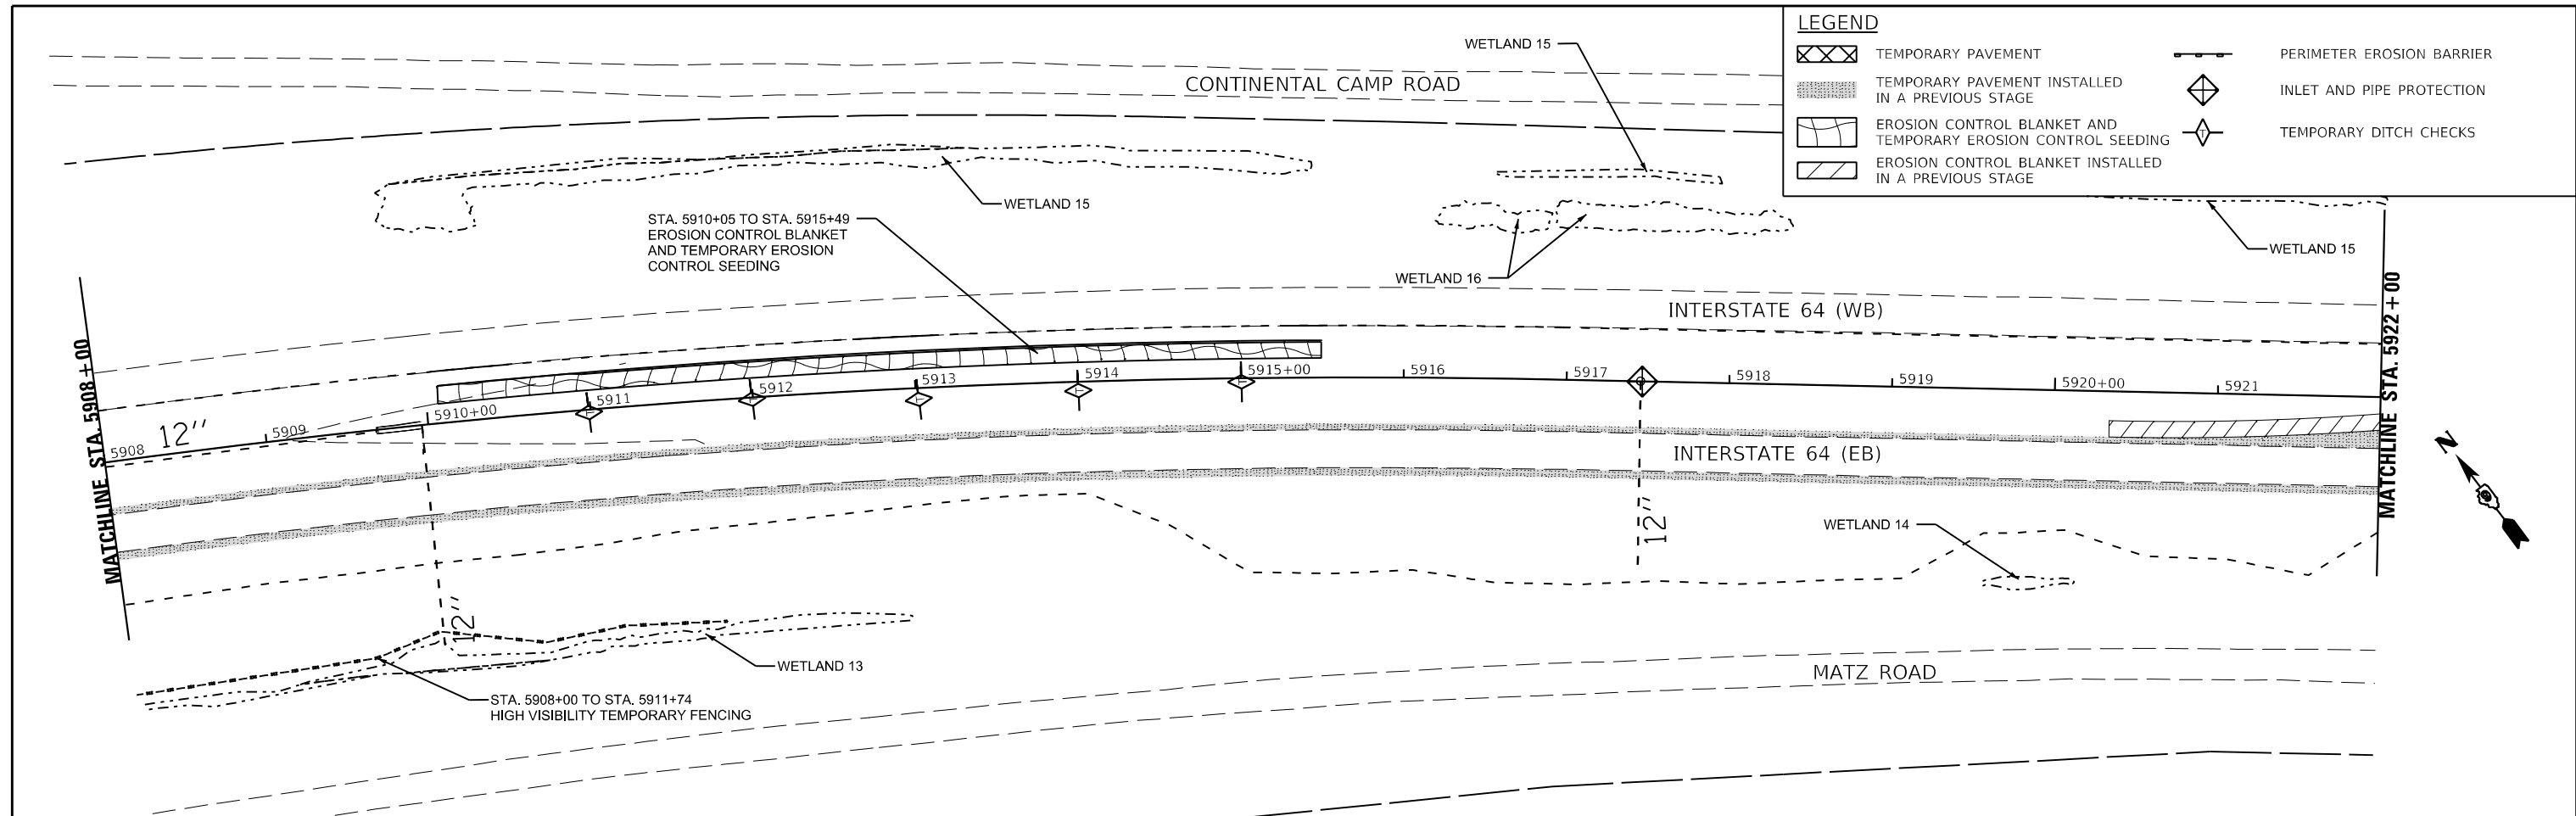 LEGEND
TEMPORARY PAVEMENT
TEMPORARY PAVEMENT INSTALLED
IN A PREVIOUS STAGE
EROSION CONTROL BLANKET AND
TEMPORARY EROSION CONTROL SEEDING
EROSION CONTROL BLANKET INSTALLED
IN A PREVIOUS STAGE
PERIMETER EROSION BARRIER
INLET AND PIPE PROTECTION
T
TEMPORARY DITCH CHECKS
WETLAND 15
CONTINENTAL CAMP ROAD
WETLAND 15
STA. 5910+05 TO STA. 5915+49
EROSION CONTROL BLANKET
AND TEMPORARY EROSION
CONTROL SEEDING
WETLAND 16
WETLAND 15
INTERSTATE 64 (WB)
MATCHLINE STA. 5908+00
MATCHLINE STA. 5922+00
5908
12"
5909
5910+00
5911
5912
5913
5914
5915+00
5916
5917
5918
5919
5920+00
5921
T
T
T
T
T
INTERSTATE 64 (EB)
N
12"
12"
WETLAND 14
WETLAND 13
MATZ ROAD
STA. 5908+00 TO STA. 5911+74
HIGH VISIBILITY TEMPORARY FENCING